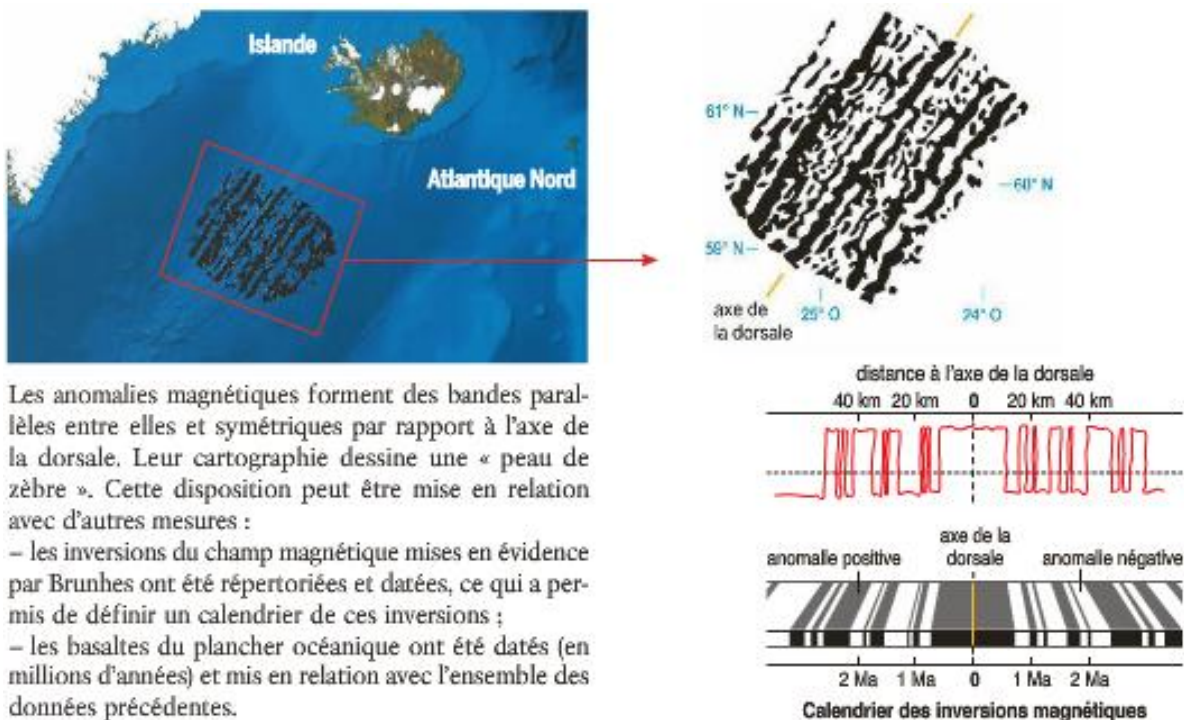 Islande
Atlantique Nord
61° N
60° N
59° N
axe de
la dorsale
25° O
24° O
Les anomalies magnétiques forment des bandes paral-
lèles entre elles et symétriques par rapport à l'axe de
la dorsale. Leur cartographie dessine une « peau de
zèbre ». Cette disposition peut être mise en relation
avec d'autres mesures :
– les inversions du champ magnétique mises en évidence
par Brunhes ont été répertoriées et datées, ce qui a per-
mis de définir un calendrier de ces inversions ;
– les basaltes du plancher océanique ont été datés (en
millions d'années) et mis en relation avec l'ensemble des
données précédentes.
distance à l'axe de la dorsale
40 km 20 km 0 20 km 40 km
axe de la
anomalie positive dorsale anomalie négative
2 Ma 1 Ma 0 1 Ma 2 Ma
Calendrier des inversions magnétiques